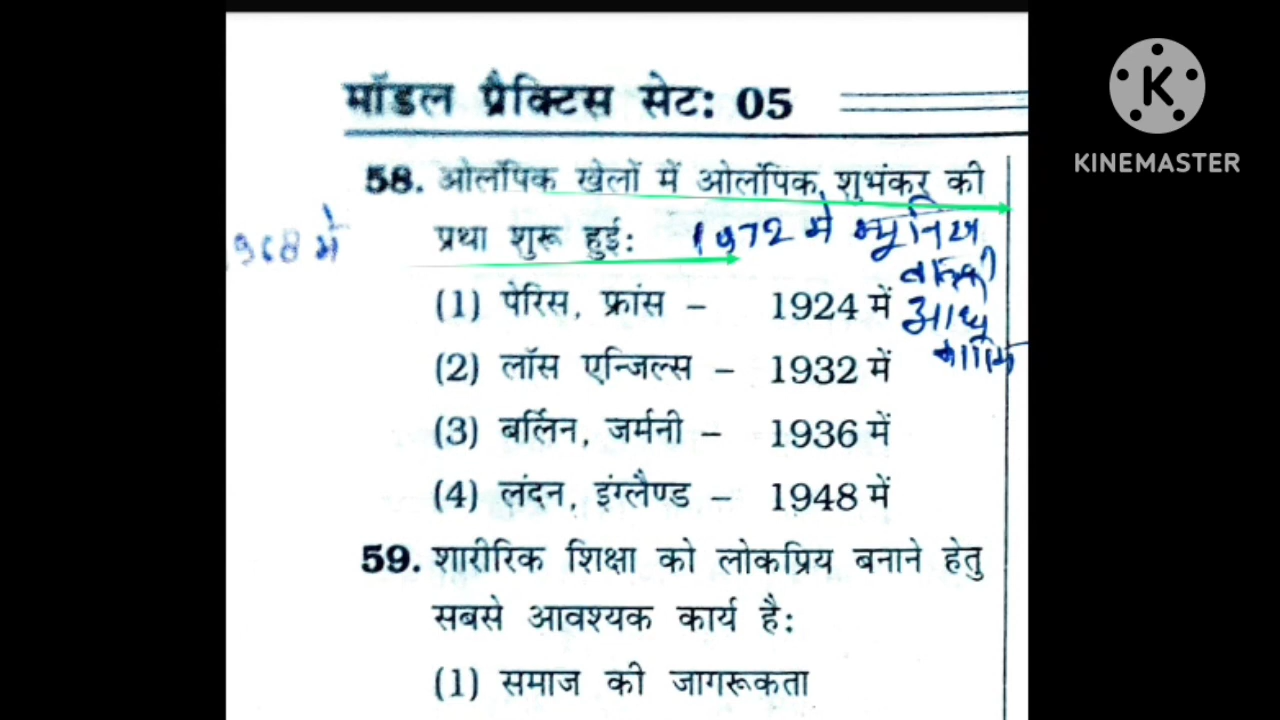 मॉडल प्रैक्टिस सेट: 05
KINEMASTER
58. ओलंपिक खेलों में ओलंपिक शुभंकर की
प्रथा शुरू हुई: 1972 में म्यूनिख
1968 में
(1) पेरिस, फ्रांस – 1924 में
(2) लॉस एन्जिल्स – 1932 में
(3) बर्लिन, जर्मनी – 1936 में
(4) लंदन, इंग्लैण्ड – 1948 में
59. शारीरिक शिक्षा को लोकप्रिय बनाने हेतु
सबसे आवश्यक कार्य है:
(1) समाज की जागरूकता